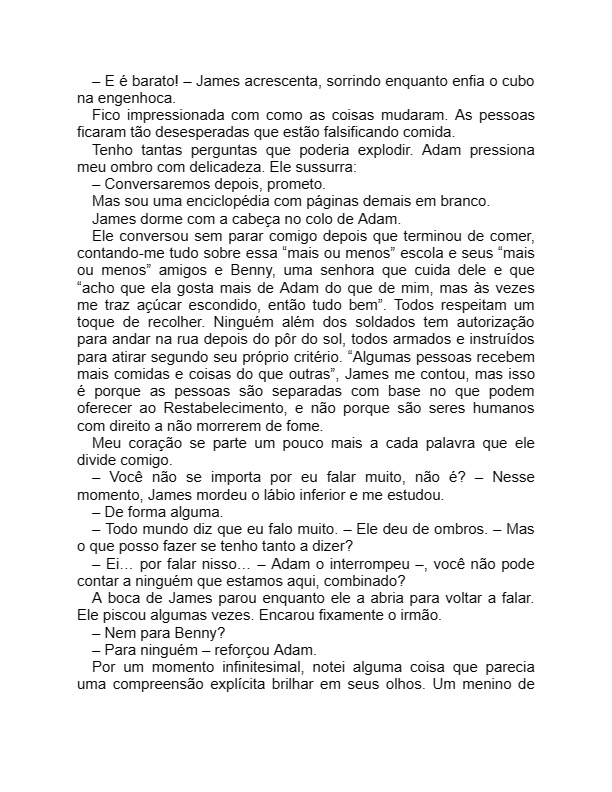 – E é barato! – James acrescenta, sorrindo enquanto enfia o cubo
na engenhoca.
Fico impressionada com como as coisas mudaram. As pessoas
ficaram tão desesperadas que estão falsificando comida.
Tenho tantas perguntas que poderia explodir. Adam pressiona
meu ombro com delicadeza. Ele sussurra:
– Conversaremos depois, prometo.
Mas sou uma enciclopédia com páginas demais em branco.
James dorme com a cabeça no colo de Adam.
Ele conversou sem parar comigo depois que terminou de comer,
contando-me tudo sobre essa “mais ou menos” escola e seus “mais
ou menos” amigos e Benny, uma senhora que cuida dele e que
“acho que ela gosta mais de Adam do que de mim, mas às vezes
me traz açúcar escondido, então tudo bem”. Todos respeitam um
toque de recolher. Ninguém além dos soldados tem autorização
para andar na rua depois do pôr do sol, todos armados e instruídos
para atirar segundo seu próprio critério. “Algumas pessoas recebem
mais comidas e coisas do que outras”, James me contou, mas isso
é porque as pessoas são separadas com base no que podem
oferecer ao Restabelecimento, e não porque são seres humanos
com direito a não morrerem de fome.
Meu coração se parte um pouco mais a cada palavra que ele
divide comigo.
– Você não se importa por eu falar muito, não é? – Nesse
momento, James mordeu o lábio inferior e me estudou.
– De forma alguma.
– Todo mundo diz que eu falo muito. – Ele deu de ombros. – Mas
o que posso fazer se tenho tanto a dizer?
– Ei… por falar nisso… – Adam o interrompeu –, você não pode
contar a ninguém que estamos aqui, combinado?
A boca de James parou enquanto ele a abria para voltar a falar.
Ele piscou algumas vezes. Encarou fixamente o irmão.
– Nem para Benny?
– Para ninguém – reforçou Adam.
Por um momento infinitesimal, notei alguma coisa que parecia
uma compreensão explícita brilhar em seus olhos. Um menino de